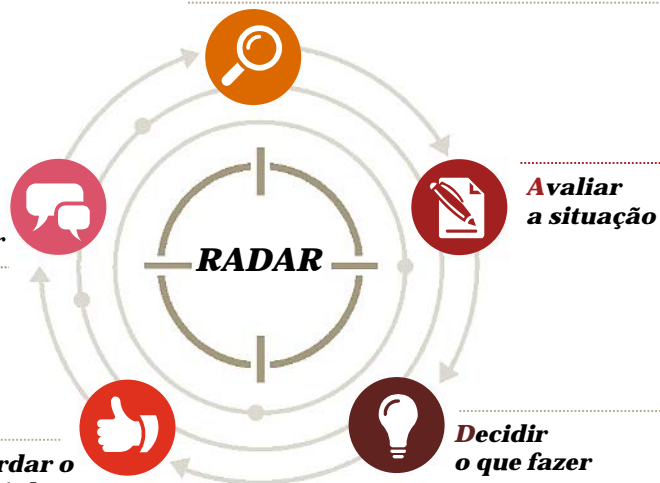 Avaliar
a situação
RADAR
Decidir
o que fazer
rdar o